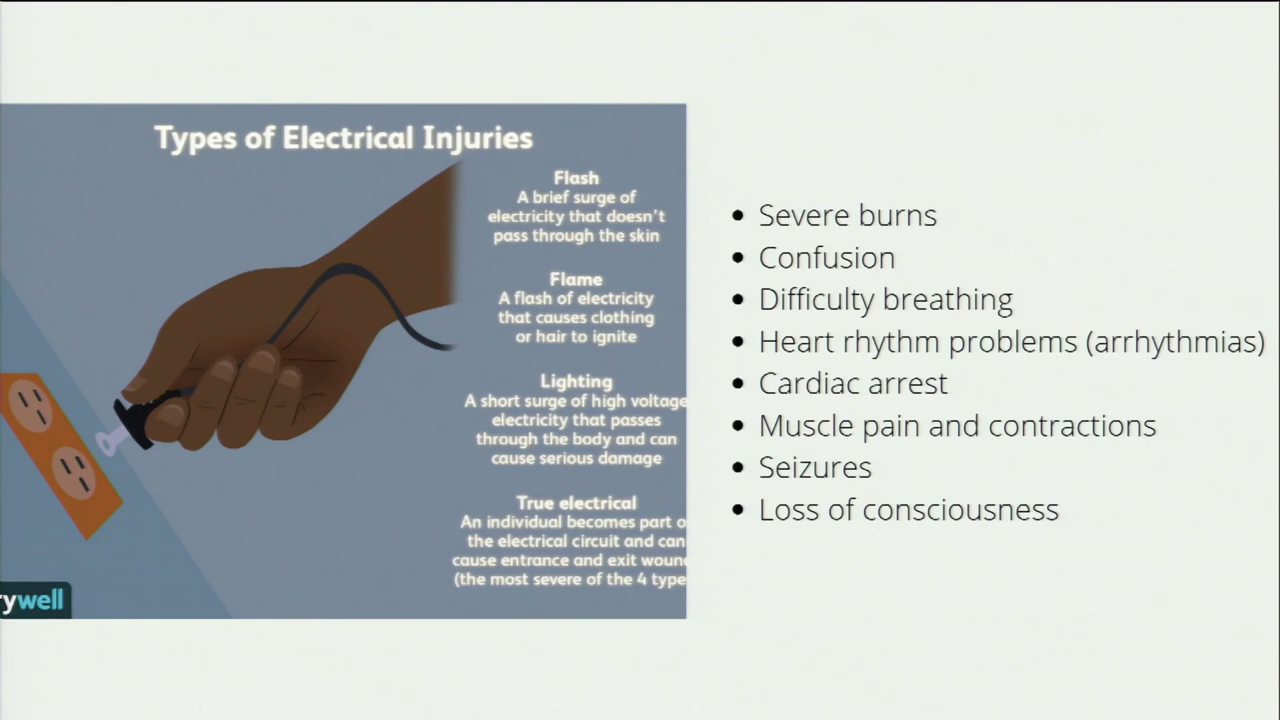 Types of Electrical Injuries
Flash
A brief surge of
electricity that doesn't
pass through the skin
Flame
A flash of electricity
that causes clothing
or hair to ignite
Lighting
A short surge of high voltage
electricity that passes
through the body and can
cause serious damage
True electrical
An individual becomes part o
the electrical circuit and can
cause entrance and exit woun
(the most severe of the 4 type
rywell
• Severe burns
• Confusion
• Difficulty breathing
• Heart rhythm problems (arrhythmias)
• Cardiac arrest
• Muscle pain and contractions
• Seizures
• Loss of consciousness